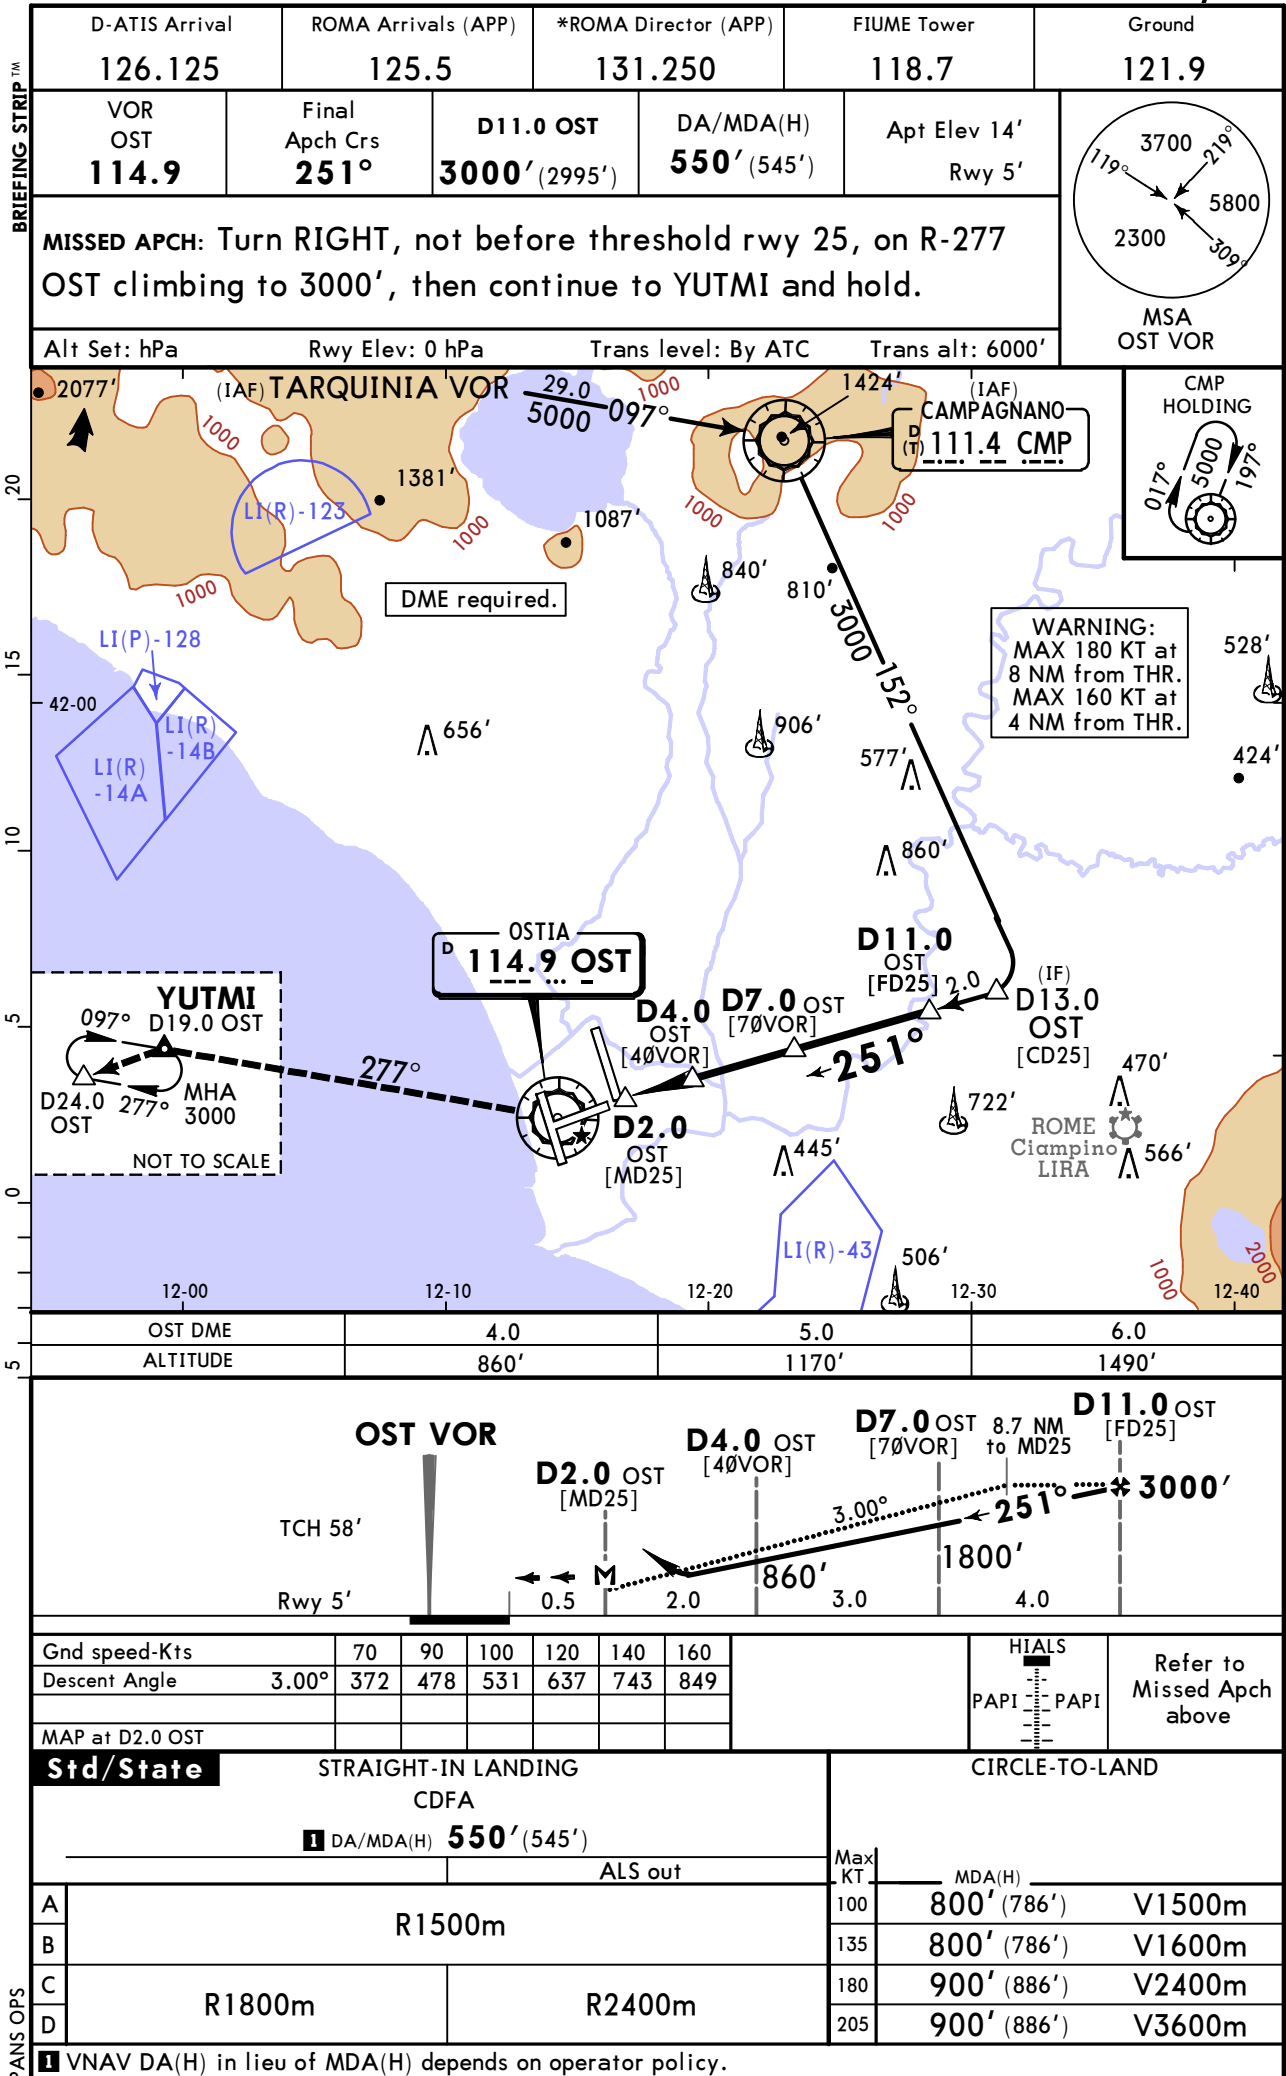 D-ATIS Arrival
126.125
ROMA Arrivals (APP)
125.5
*ROMA Director (APP)
131.250
FIUME Tower
118.7
Ground
121.9
BRIEFING STRIP TM
VOR
OST
114.9
Final
Apch Crs
251°
D11.0 OST
3000' (2995')
DA/MDA(H)
550' (545')
Apt Elev 14'
Rwy 5'
MISSED APCH: Turn RIGHT, not before threshold rwy 25, on R-277
OST climbing to 3000', then continue to YUTMI and hold.
Alt Set: hPa Rwy Elev: 0 hPa Trans level: By ATC Trans alt: 6000'
119°
3700
219°
5800
2300
309°
MSA
OST VOR
2077'
(IAF) TARQUINIA VOR
29.0
5000
097°
1000
1424'
(IAF)
CAMPAGNANO
D
(T) 111.4 CMP
CMP
HOLDING
017°
5000
197°
1000
1381'
LI(R)-123
1000
1087'
1000
1000
1000
840'
810'
DME required.
3000
152°
WARNING:
MAX 180 KT at
8 NM from THR.
MAX 160 KT at
4 NM from THR.
528'
424'
LI(P)-128
42-00
LI(R)
-14B
LI(R)
-14A
656'
906'
577'
860'
20
15
10
5
0
5
OSTIA
D 114.9 OST
D11.0
OST
[FD25]
2.0
(IF)
D13.0
OST
[CD25]
D7.0 OST
[7ØVOR]
D4.0
OST
[4ØVOR]
251°
D2.0
OST
[MD25]
YUTMI
D19.0 OST
097°
277°
D24.0
OST
277°
MHA
3000
NOT TO SCALE
470'
722'
ROME
Ciampino
LIRA
566'
445'
LI(R)-43
506'
1000
2000
12-00
12-10
12-20
12-30
12-40
OST DME 4.0 5.0 6.0
ALTITUDE 860' 1170' 1490'
OST VOR
D2.0 OST
[MD25]
D4.0 OST
[4ØVOR]
D7.0 OST
[7ØVOR]
8.7 NM
to MD25
D11.0 OST
[FD25]
3000'
251°
3.00°
TCH 58'
M
1800'
860'
Rwy 5'
0.5
2.0
3.0
4.0
Gnd speed-Kts 70 90 100 120 140 160
Descent Angle 3.00° 372 478 531 637 743 849
MAP at D2.0 OST
HIALS
PAPI PAPI
Refer to
Missed Apch
above
Std/State
STRAIGHT-IN LANDING
CDFA
1 DA/MDA(H) 550' (545')
ALS out
A
B
C
D
R1500m
R1800m
R2400m
CIRCLE-TO-LAND
Max
KT
MDA(H)
100 800' (786') V1500m
135 800' (786') V1600m
180 900' (886') V2400m
205 900' (886') V3600m
PANS OPS
1 VNAV DA(H) in lieu of MDA(H) depends on operator policy.